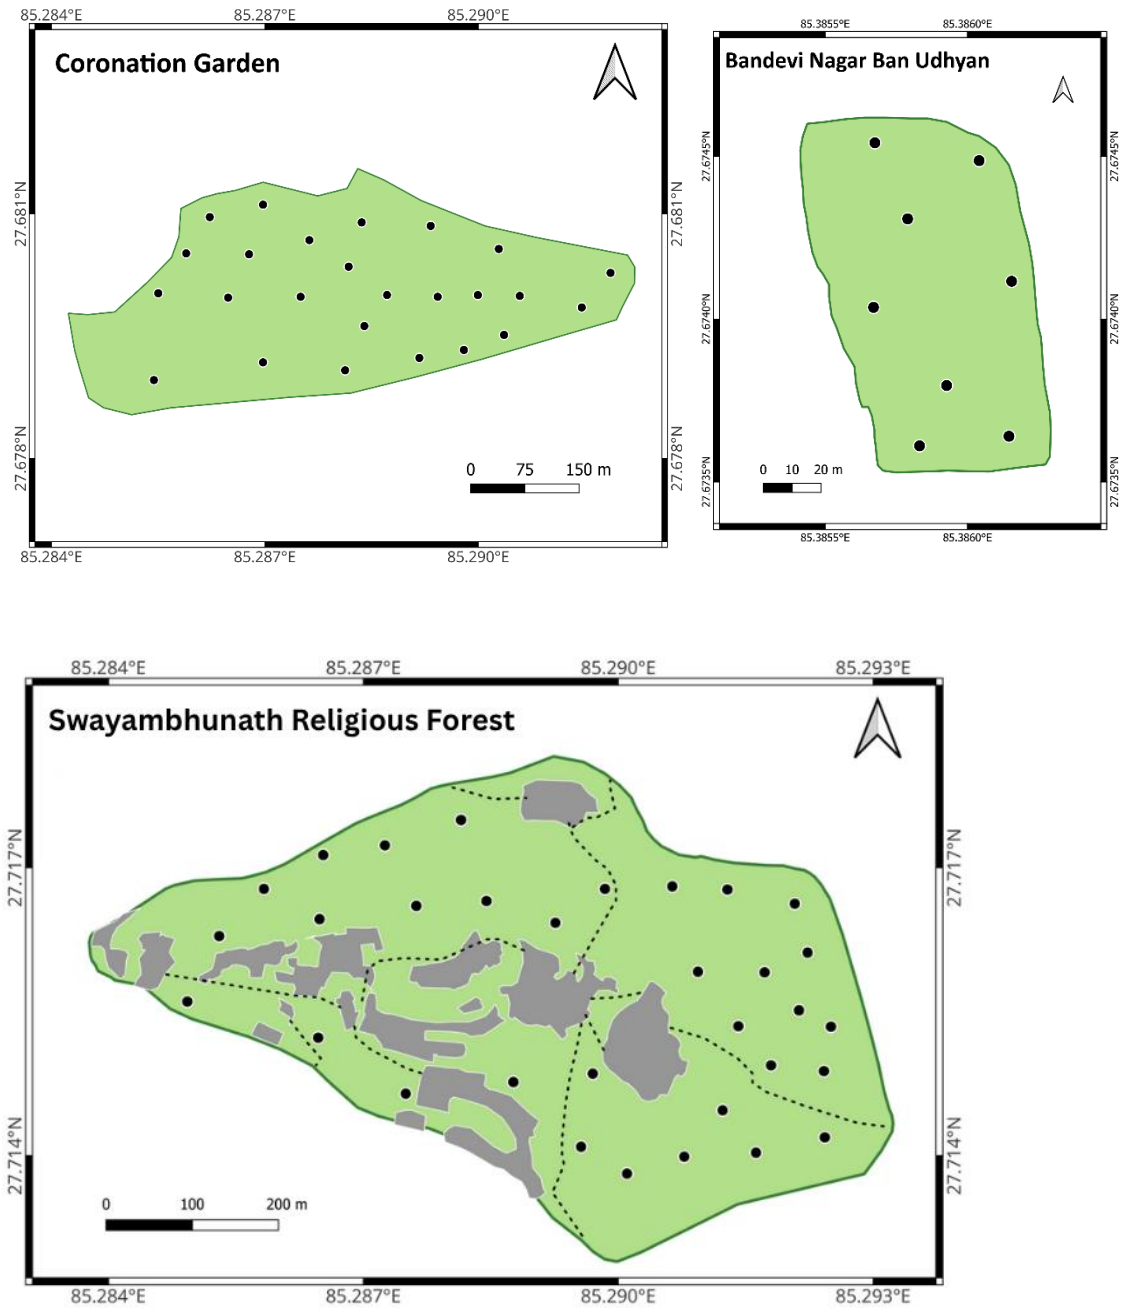 85.284°E 85.287°E 85.290°E
Coronation Garden
27.681°N 27.681°N
27.678°N 27.678°N
0 75 150 m
85.284°E 85.287°E 85.290°E
85.3855°E 85.3860°E
Bandevi Nagar Ban Udhyan
27.6745°N 27.6745°N
27.6740°N 27.6740°N
27.6735°N 27.6735°N
0 10 20 m
85.3855°E 85.3860°E
85.284°E 85.287°E 85.290°E 85.293°E
Swayambhunath Religious Forest
27.717°N 27.717°N
27.714°N 27.714°N
0 100 200 m
85.284°E 85.287°E 85.290°E 85.293°E